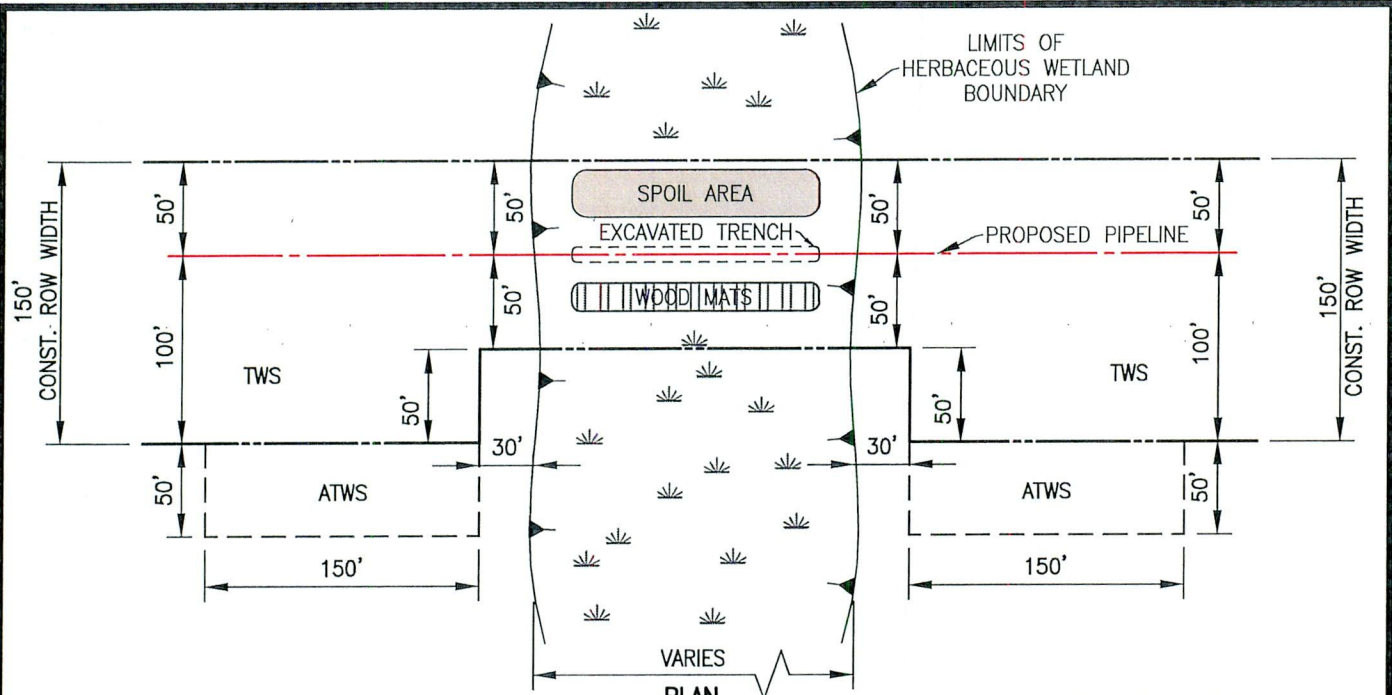 LIMITS OF
HERBACEOUS WETLAND
BOUNDARY
150'
CONST. ROW WIDTH
50'
100'
50'
50'
50'
50'
SPOIL AREA
EXCAVATED TRENCH
WOOD MATS
PROPOSED PIPELINE
50'
50'
50'
100'
50'
150'
CONST. ROW WIDTH
TWS
TWS
50'
50'
30'
30'
ATWS
ATWS
150'
150'
VARIES
PLAN